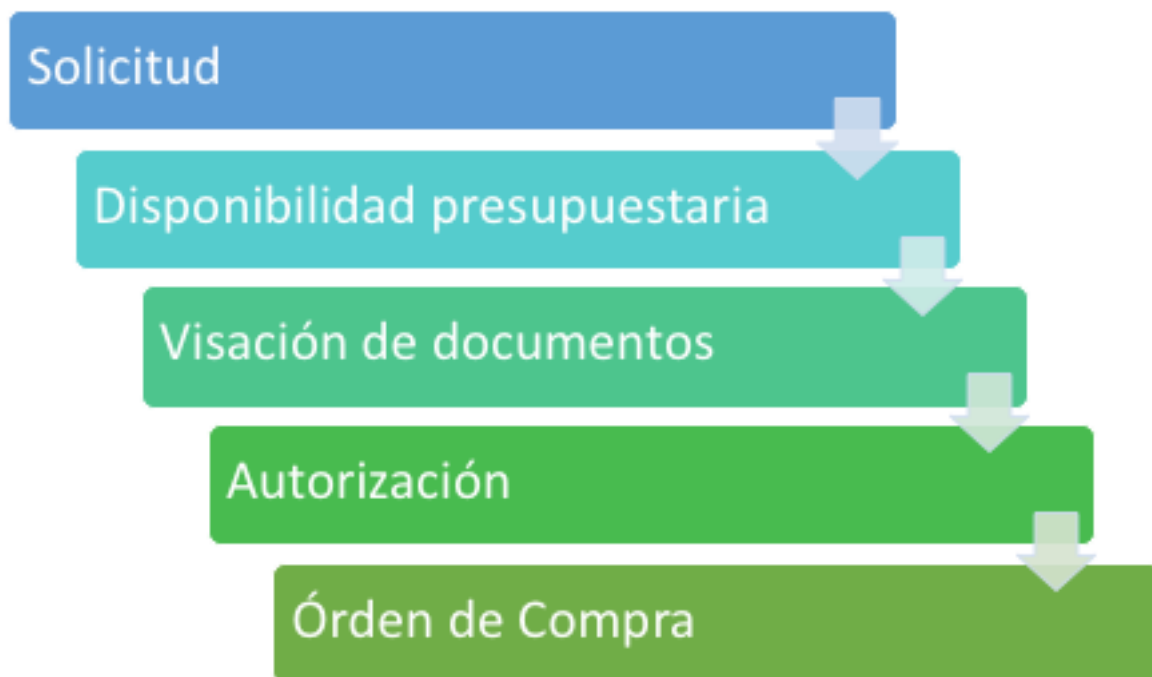 Solicitud
Disponibilidad presupuestaria
Visación de documentos
Autorización
Órden de Compra